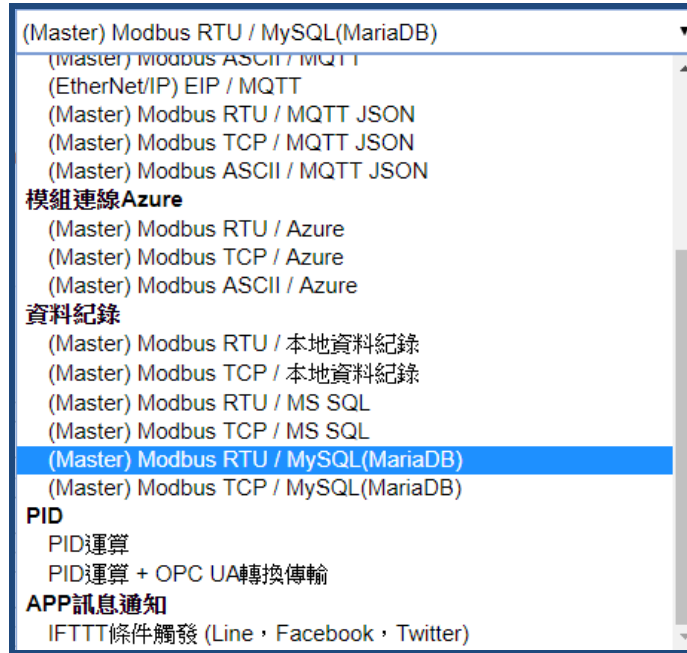 (Master) Modbus RTU / MySQL(MariaDB)
(Master) Modbus ASCII / MQTT
(EtherNet/IP) EIP / MQTT
(Master) Modbus RTU / MQTT JSON
(Master) Modbus TCP / MQTT JSON
(Master) Modbus ASCII / MQTT JSON
模組連線Azure
(Master) Modbus RTU / Azure
(Master) Modbus TCP / Azure
(Master) Modbus ASCII / Azure
資料紀錄
(Master) Modbus RTU / 本地資料紀錄
(Master) Modbus TCP / 本地資料紀錄
(Master) Modbus RTU / MS SQL
(Master) Modbus TCP / MS SQL
(Master) Modbus RTU / MySQL(MariaDB)
(Master) Modbus TCP / MySQL(MariaDB)
PID
PID運算
PID運算 + OPC UA轉換傳輸
APP訊息通知
IFTTT條件觸發 (Line，Facebook，Twitter)